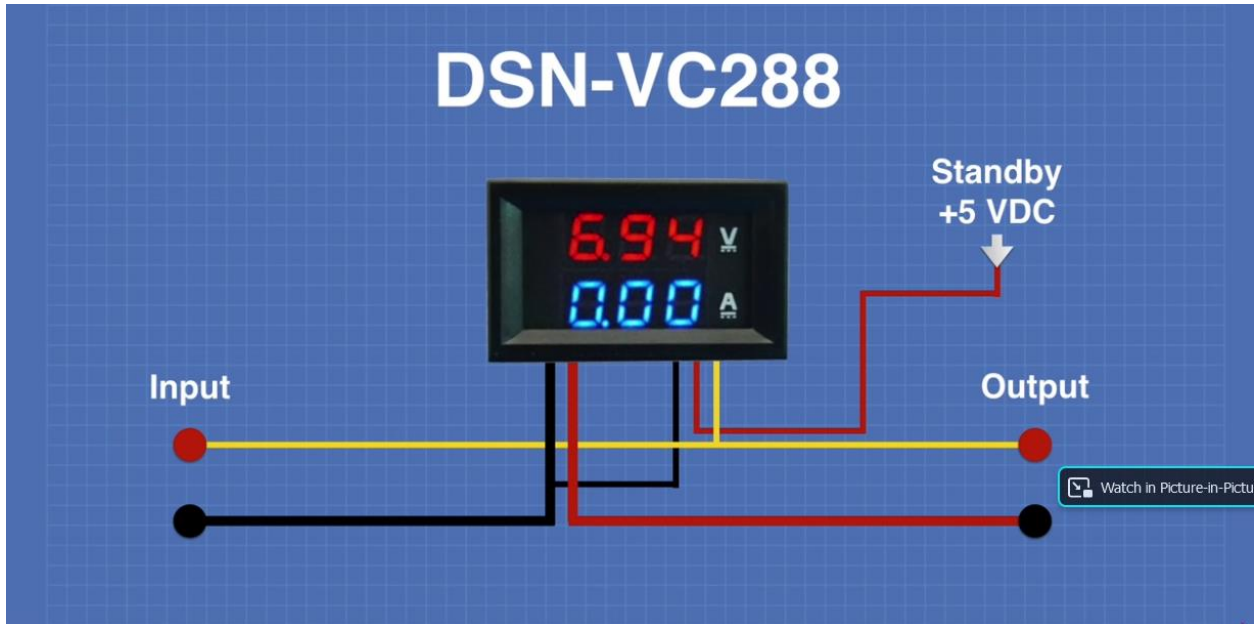 DSN-VC288
Standby
+5 VDC
6.94 V
0.00 A
Input
Output
Watch in Picture-in-Pictu